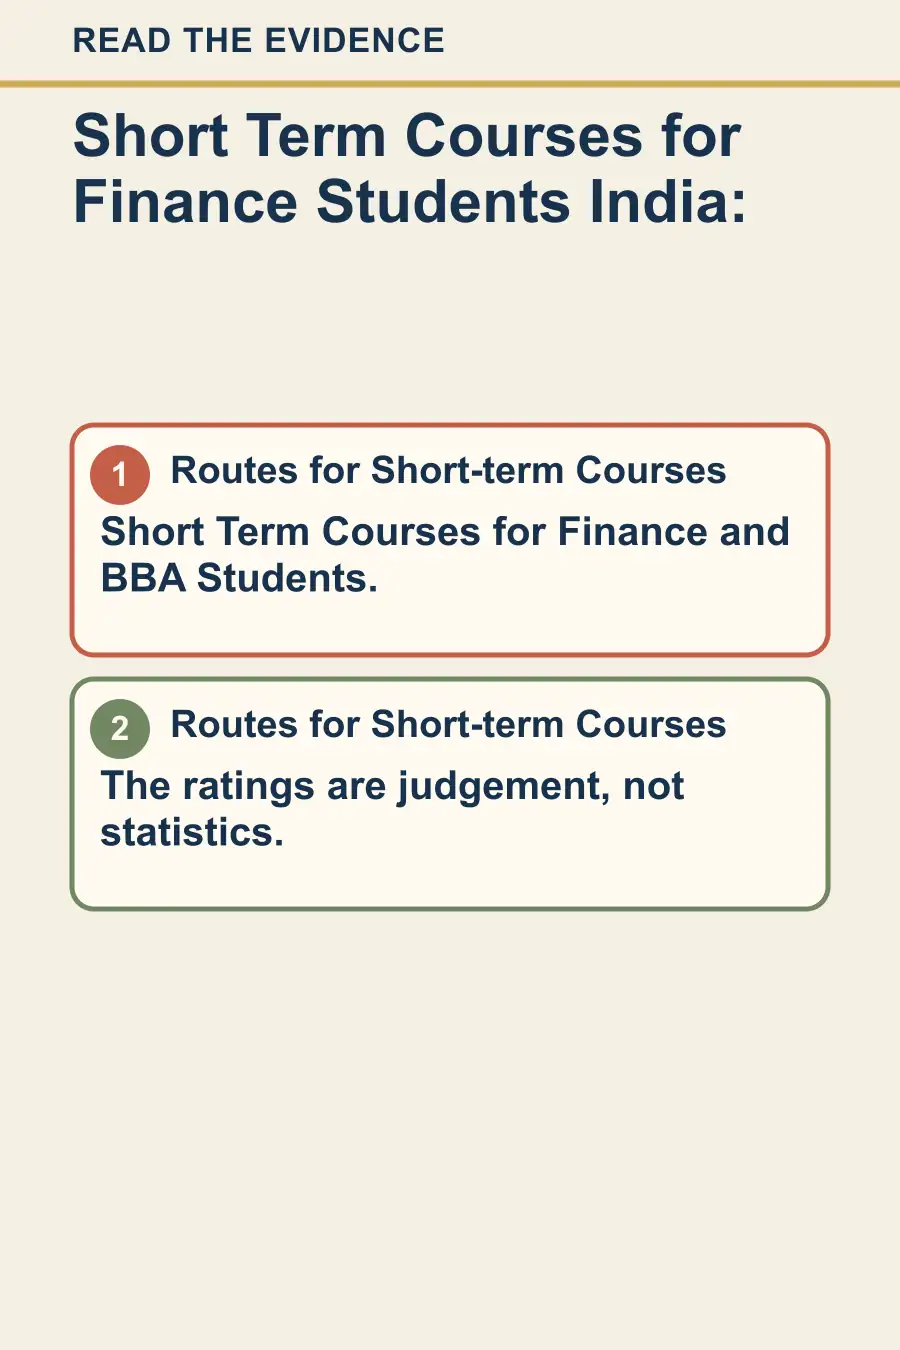 READ THE EVIDENCE
Short Term Courses for
Finance Students India:
1 Routes for Short-term Courses
Short Term Courses for Finance and
BBA Students.
2 Routes for Short-term Courses
The ratings are judgement, not
statistics.